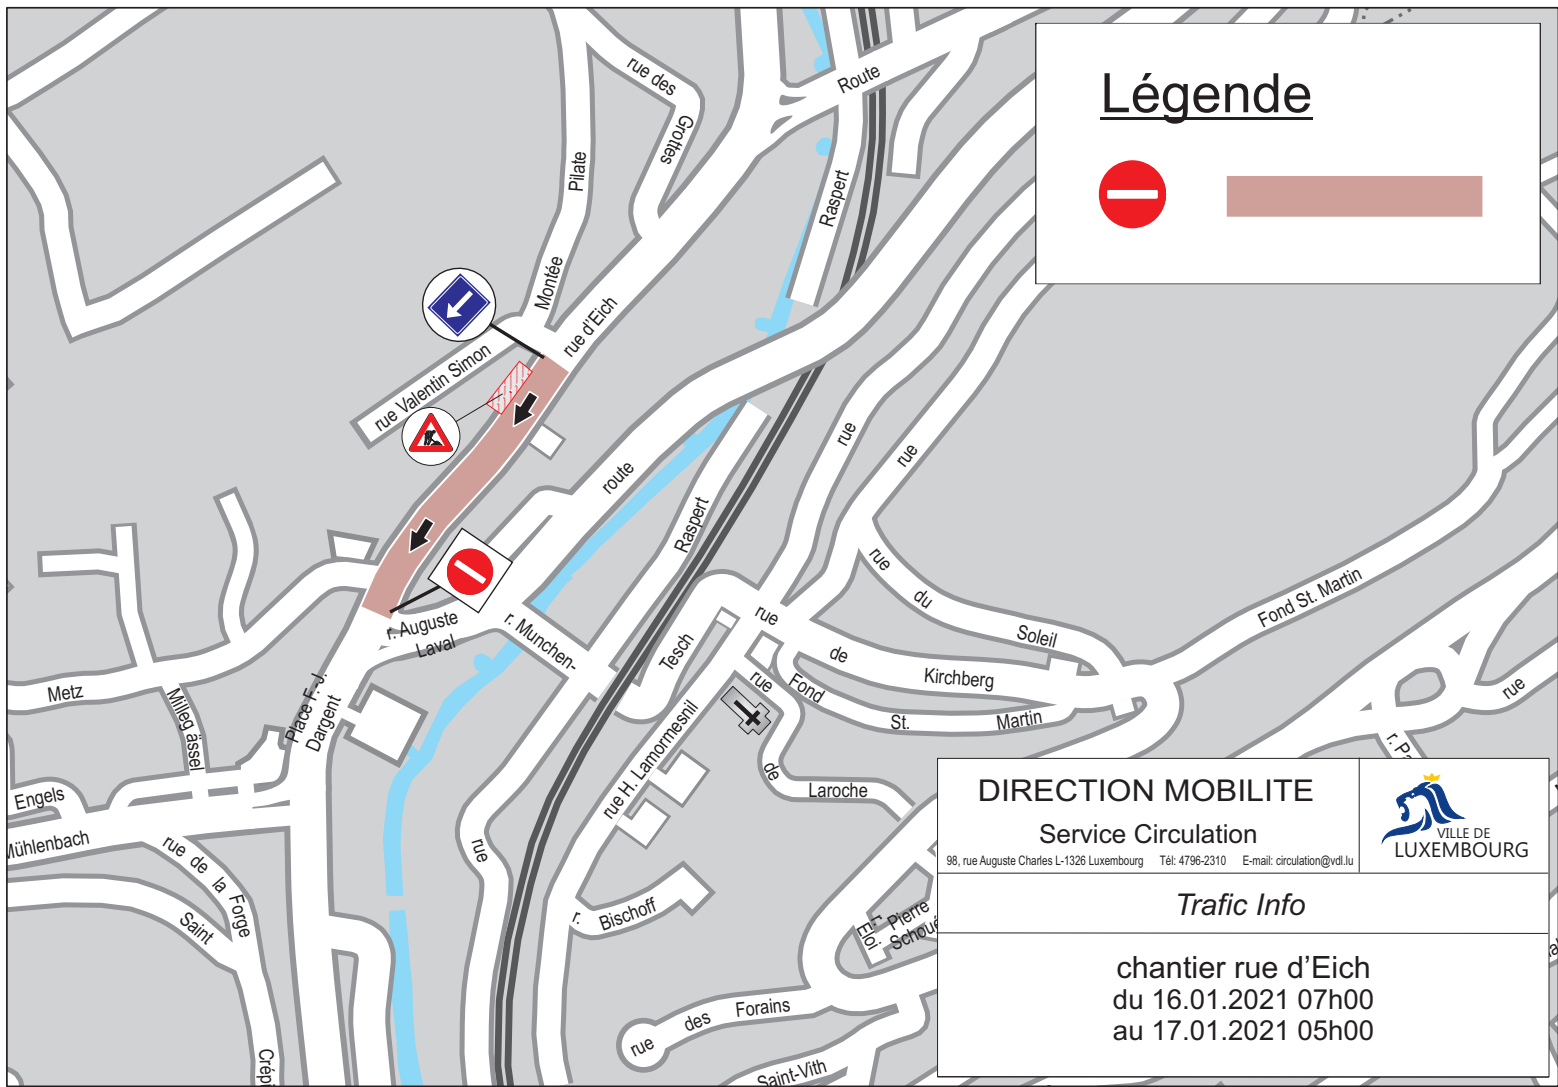 Légende
rue des
Grottes
Route
Pilate
Montée
Raspert
rue d'Eich
rue Valentin Simon
route
rue
rue
Raspert
rue
du
Soleil
Fond St. Martin
r. Auguste
Laval
r. Munchen-
Tesch
rue
de
Kirchberg
rue
Fond
St.
Martin
rue
Metz
Milleg ässel
Place F.-J.
Dargent
rue H. Lamormesnil
de
Laroche
Engels
Mühlenbach
rue de la Forge
Saint
rue
r. Bischoff
r. Eloi
Pierre
rue des Forains
Saint-Vith
DIRECTION MOBILITE
Service Circulation
98, rue Auguste Charles L-1326 Luxembourg Tél: 4796-2310 E-mail: circulation@vdl.lu
VILLE DE
LUXEMBOURG
Trafic Info
chantier rue d'Eich
du 16.01.2021 07h00
au 17.01.2021 05h00